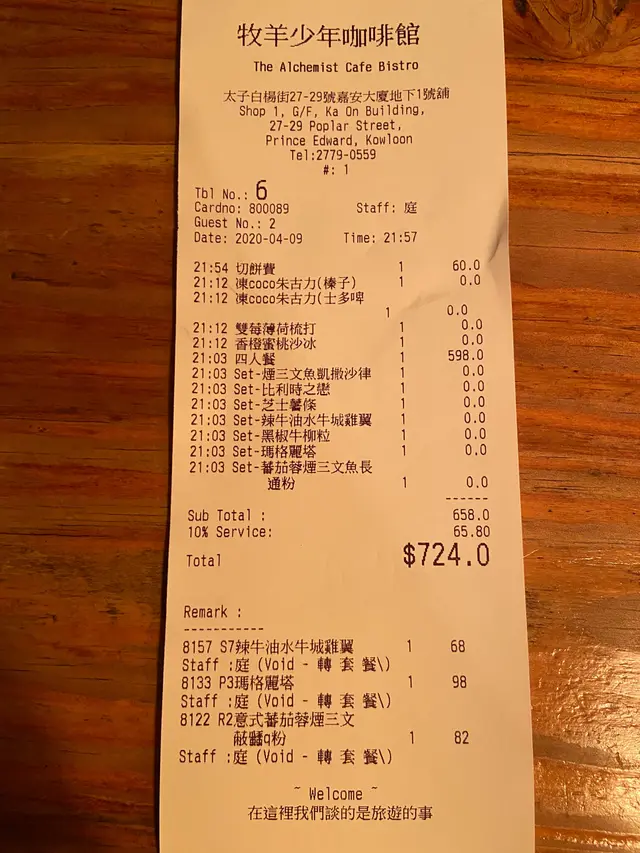 牧羊少年咖啡館
The Alchemist Cafe Bistro
太子白楊街27-29號嘉安大廈地下1號舖
Shop 1, G/F, Ka On Building,
27-29 Poplar Street,
Prince Edward, Kowloon
Tel:2779-0559
#: 1
Tbl No.: 6
Cardno: 800089 Staff: 庭
Guest No.: 2
Date: 2020-04-09 Time: 21:57
21:54 切餅費 1 60.0
21:12 凍coco朱古力(榛子) 1 0.0
21:12 凍coco朱古力(士多啤
1 0.0
21:12 雙莓薄荷梳打 1 0.0
21:12 香橙蜜桃沙冰 1 0.0
21:03 四人餐 1 598.0
21:03 Set-煙三文魚凱撒沙律 1 0.0
21:03 Set-比利時之戀 1 0.0
21:03 Set-芝士薯條 1 0.0
21:03 Set-辣牛油水牛城雞翼 1 0.0
21:03 Set-黑椒牛柳粒 1 0.0
21:03 Set-瑪格麗塔 1 0.0
21:03 Set-蕃茄蓉煙三文魚長
通粉 1 0.0
------
Sub Total : 658.0
10% Service: 65.80
Total $724.0
Remark :
-----------
8157 S7辣牛油水牛城雞翼 1 68
Staff :庭 (Void - 轉 套 餐\)
8133 P3瑪格麗塔 1 98
Staff :庭 (Void - 轉 套 餐\)
8122 R2意式蕃茄蓉煙三文
q粉 1 82
Staff :庭 (Void - 轉 套 餐\)
~ Welcome ~
在這裡我們談的是旅遊的事